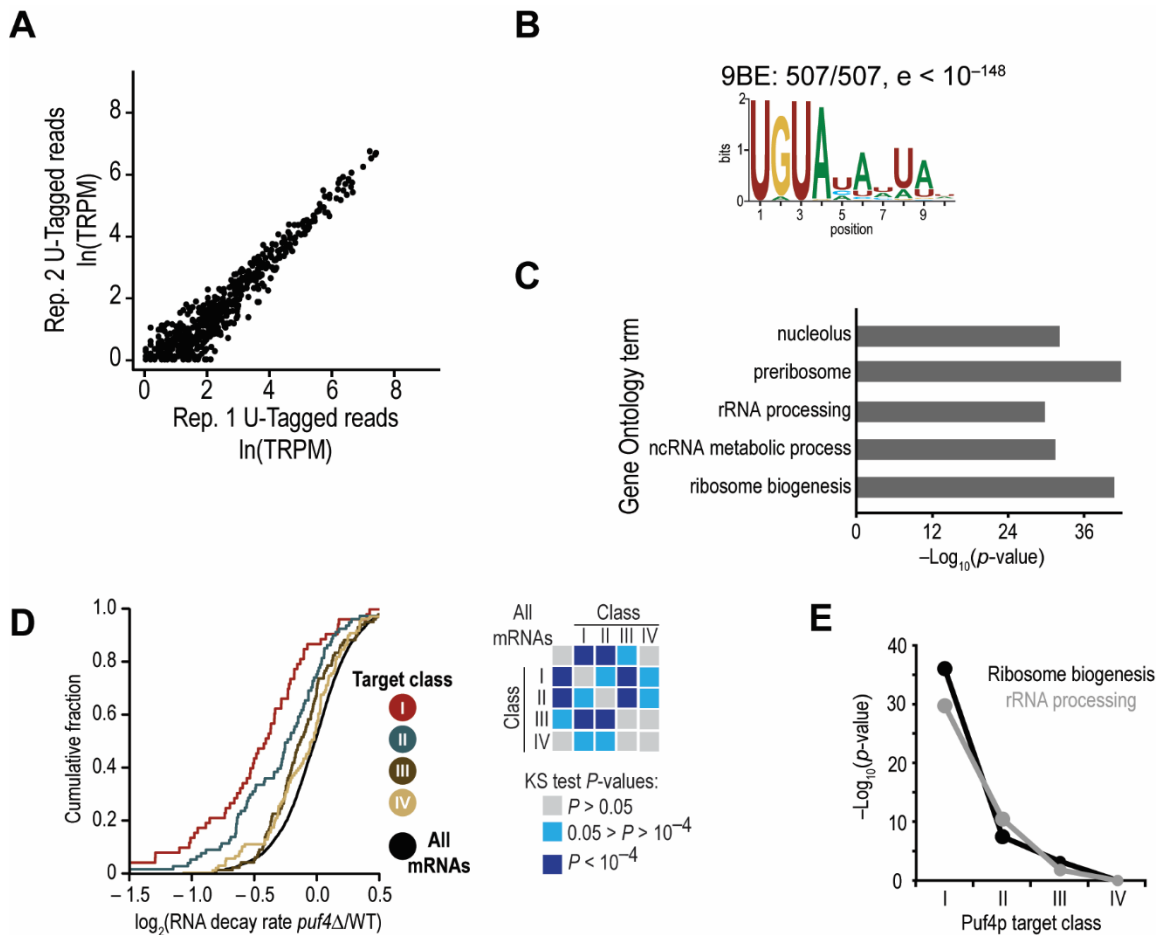 A
Rep. 2 U-Tagged reads
ln(TRPM)
8
6
4
2
0
0 2 4 6 8
Rep. 1 U-Tagged reads
ln(TRPM)
B
9BE: 507/507, e < 10–148
2
1
0
bits
UGUAUAUUAU
1 3 5 7 9
position
C
Gene Ontology term
nucleolus
preribosome
rRNA processing
ncRNA metabolic process
ribosome biogenesis
0 12 24 36
–Log10(p-value)
D
Cumulative fraction
1.0
0.8
0.6
0.4
0.2
0
–1.5 –1.0 –0.5 0.0 0.5
log2(RNA decay rate puf4Δ/WT)
Target class
I
II
III
IV
All
mRNAs
All
mRNAs
Class
I II III IV
Class
I
II
III
IV
KS test P-values:
P > 0.05
0.05 > P > 10–4
P < 10–4
E
–Log10(p-value)
40
30
20
10
0
Ribosome biogenesis
rRNA processing
I II III IV
Puf4p target class